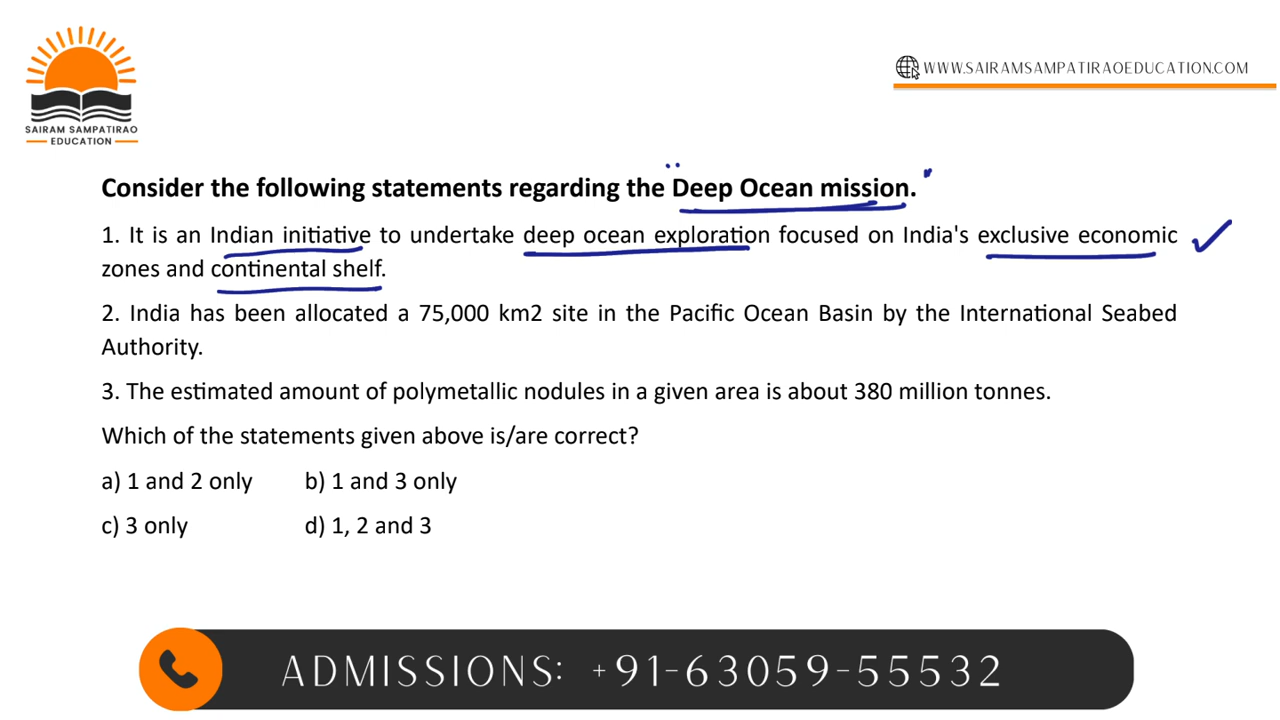 WWW.SAIRAMSAMPATIRAOEDUCATION.COM
SAIRAM SAMPATIRAO
EDUCATION
Consider the following statements regarding the Deep Ocean mission.
1. It is an Indian initiative to undertake deep ocean exploration focused on India's exclusive economic
zones and continental shelf.
2. India has been allocated a 75,000 km2 site in the Pacific Ocean Basin by the International Seabed
Authority.
3. The estimated amount of polymetallic nodules in a given area is about 380 million tonnes.
Which of the statements given above is/are correct?
a) 1 and 2 only b) 1 and 3 only
c) 3 only d) 1, 2 and 3
ADMISSIONS: +91-63059-55532